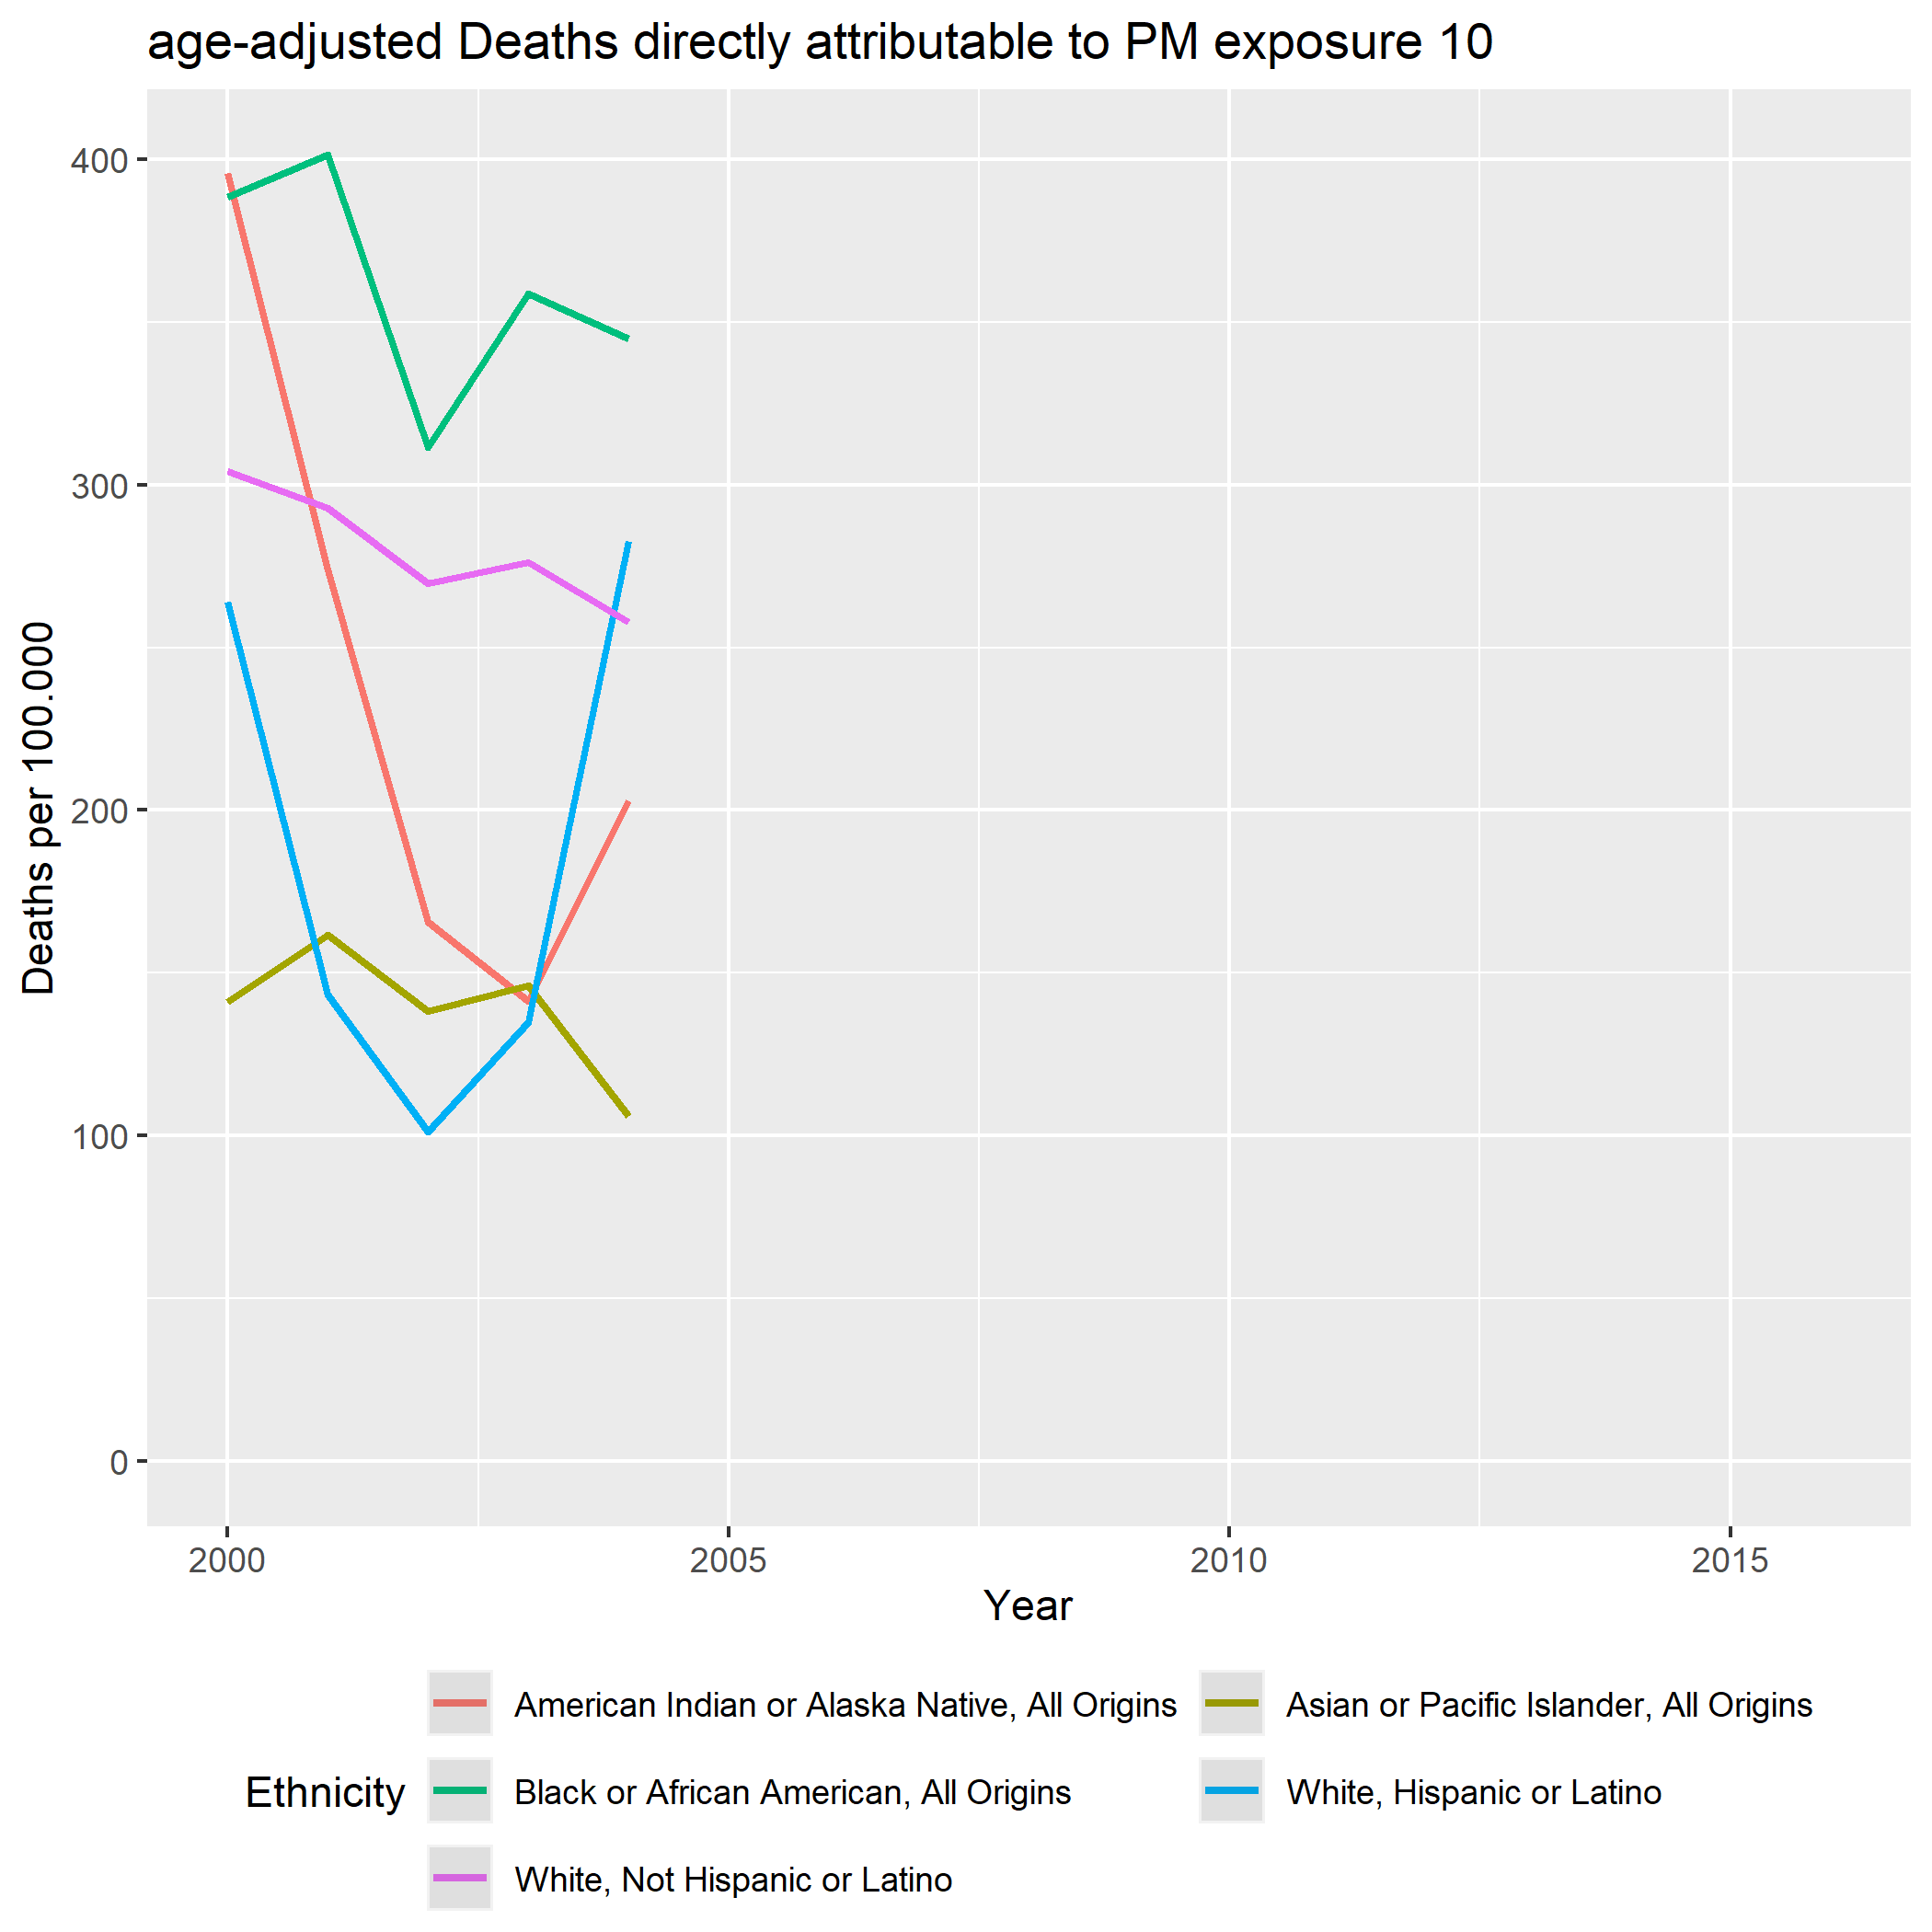 age-adjusted Deaths directly attributable to PM exposure 10
400
300
200
100
0
Deaths per 100.000
2000 2005 2010 2015
Year
Ethnicity
American Indian or Alaska Native, All Origins
Asian or Pacific Islander, All Origins
Black or African American, All Origins
White, Hispanic or Latino
White, Not Hispanic or Latino